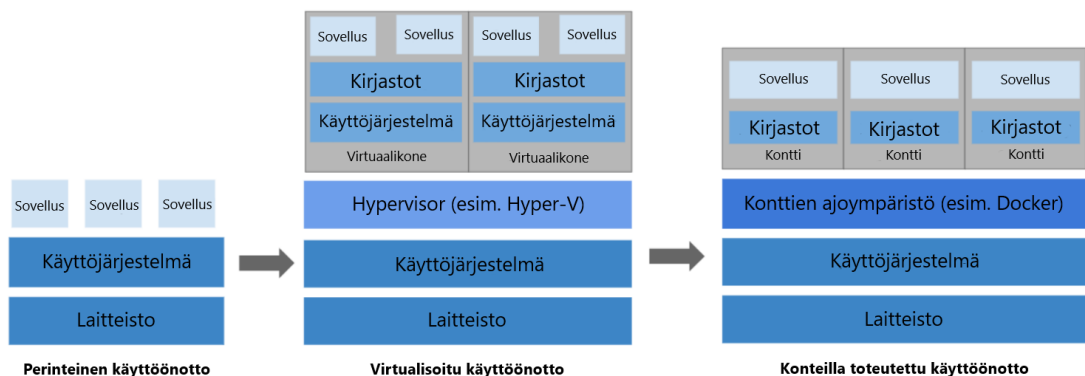 Sovellus
Sovellus
Sovellus
Käyttöjärjestelmä
Laitteisto
Perinteinen käyttöönotto
Sovellus
Sovellus
Kirjastot
Käyttöjärjestelmä
Virtuaalikone
Sovellus
Sovellus
Kirjastot
Käyttöjärjestelmä
Virtuaalikone
Hypervisor (esim. Hyper-V)
Käyttöjärjestelmä
Laitteisto
Virtualisoitu käyttöönotto
Sovellus
Kirjastot
Kontti
Sovellus
Kirjastot
Kontti
Sovellus
Kirjastot
Kontti
Konttien ajoympäristö (esim. Docker)
Käyttöjärjestelmä
Laitteisto
Konteilla toteutettu käyttöönotto